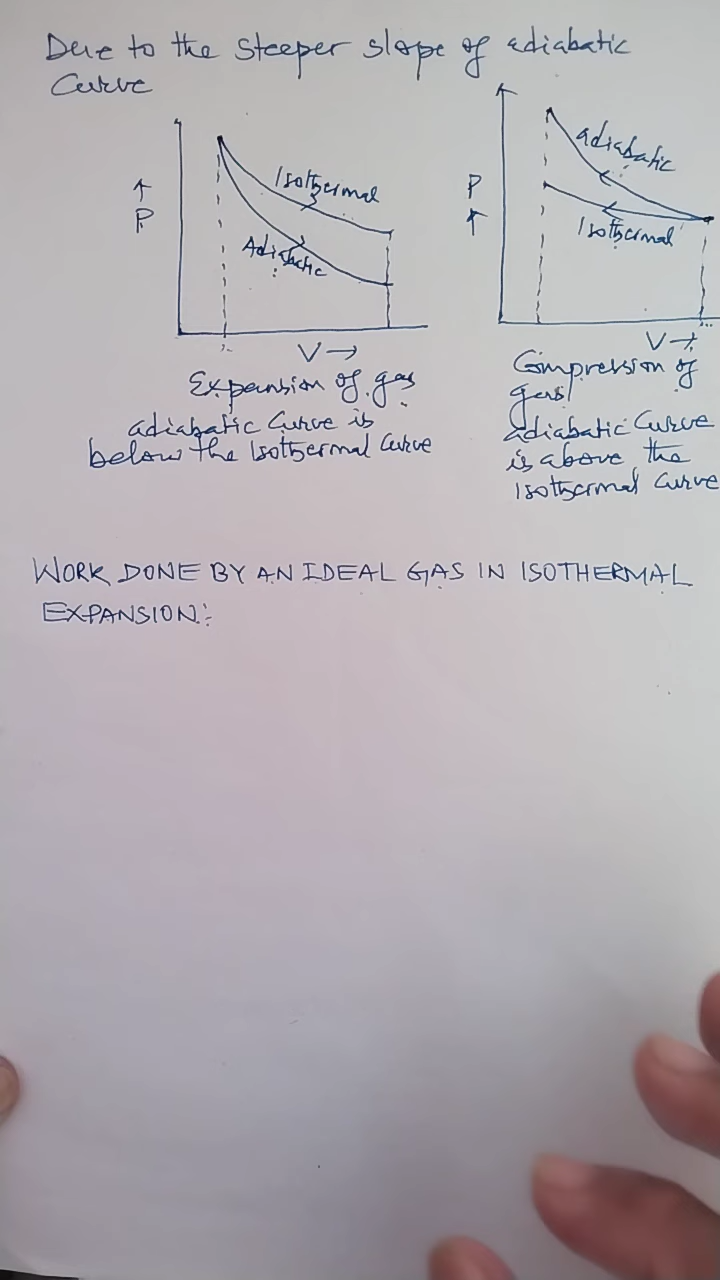 Due to the steeper slope of adiabatic
Curve
↑
P
Isothermal
Adiabatic
V →
Expansion of gas
adiabatic Curve is
below the Isothermal Curve
P
↑
adiabatic
Isothermal
V →
Compression of
gas
adiabatic Curve
is above the
Isothermal Curve
WORK DONE BY AN IDEAL GAS IN ISOTHERMAL
EXPANSION: